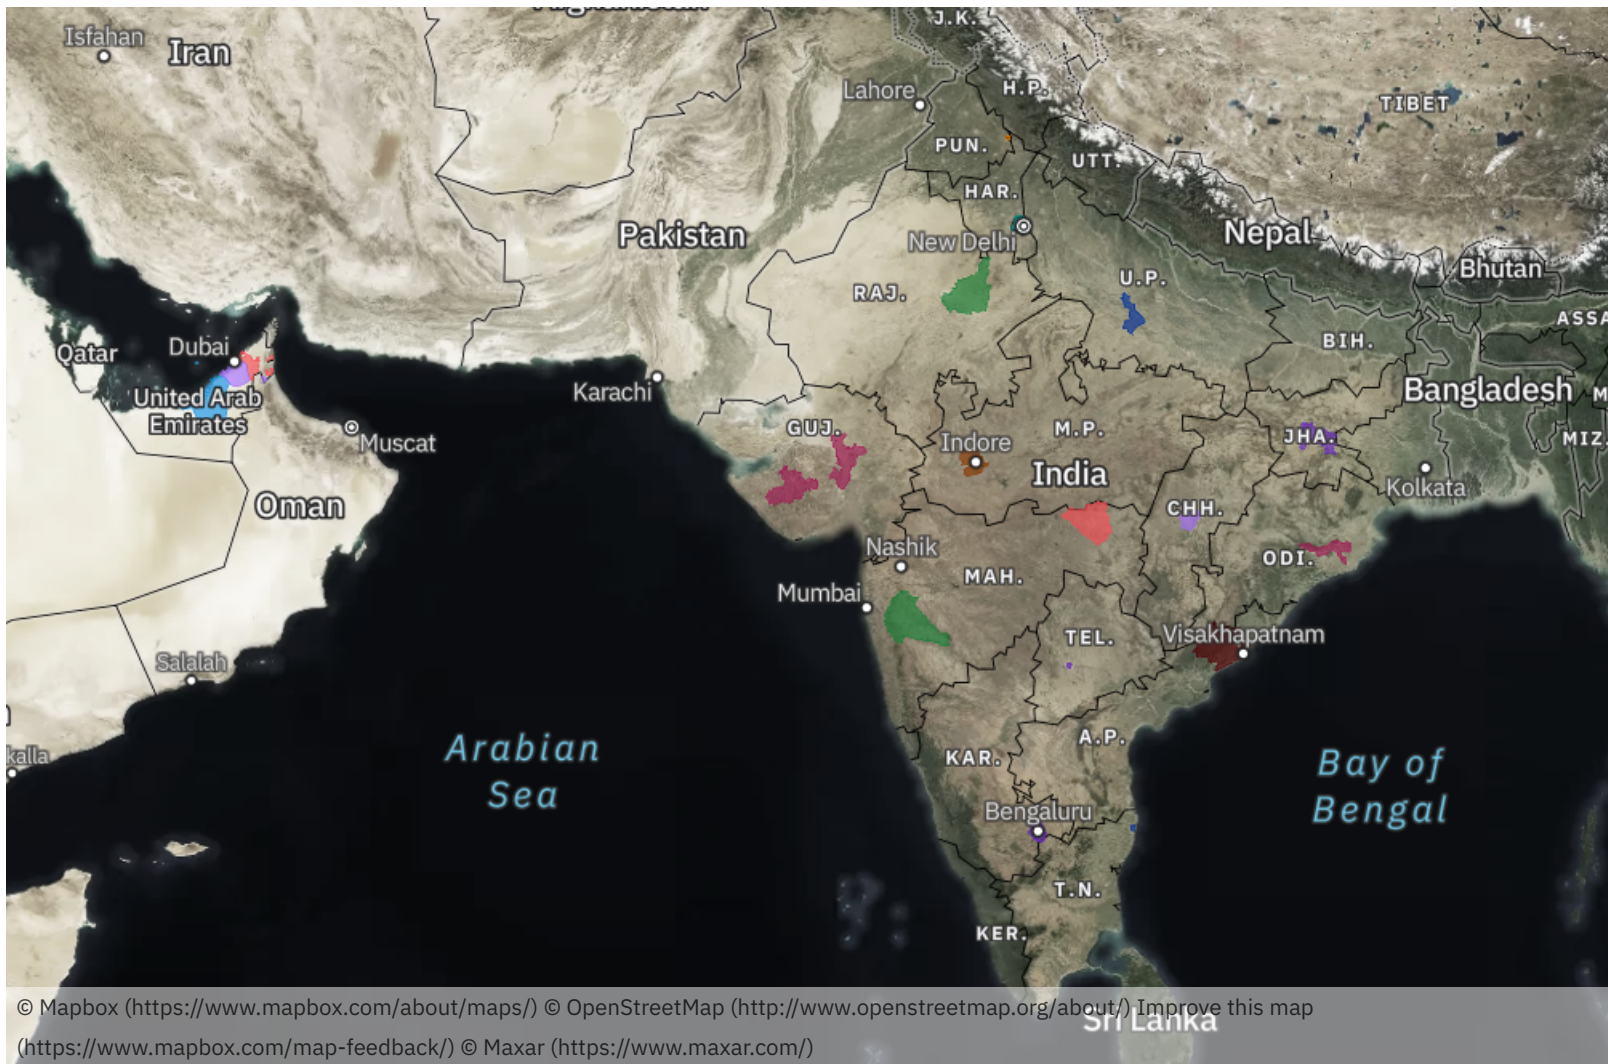 Isfahan
Iran
J.K.
Lahore
H.P.
TIBET
PUN.
UTT.
HAR.
Pakistan
New Delhi
Nepal
Bhutan
RAJ.
U.P.
ASSA
Qatar
Dubai
BIH.
Karachi
United Arab
Emirates
Bangladesh
Muscat
GUJ.
Indore
M.P.
JHA.
MIZ.
India
Kolkata
Oman
CHH.
Nashik
ODI.
MAH.
Mumbai
TEL.
Visakhapatnam
Salalah
Arabian
Sea
kalla
KAR.
A.P.
Bay of
Bengal
Bengaluru
T.N.
KER.
© Mapbox (https://www.mapbox.com/about/maps/) © OpenStreetMap (http://www.openstreetmap.org/about/) Improve this map
Sri Lanka
(https://www.mapbox.com/map-feedback/) © Maxar (https://www.maxar.com/)